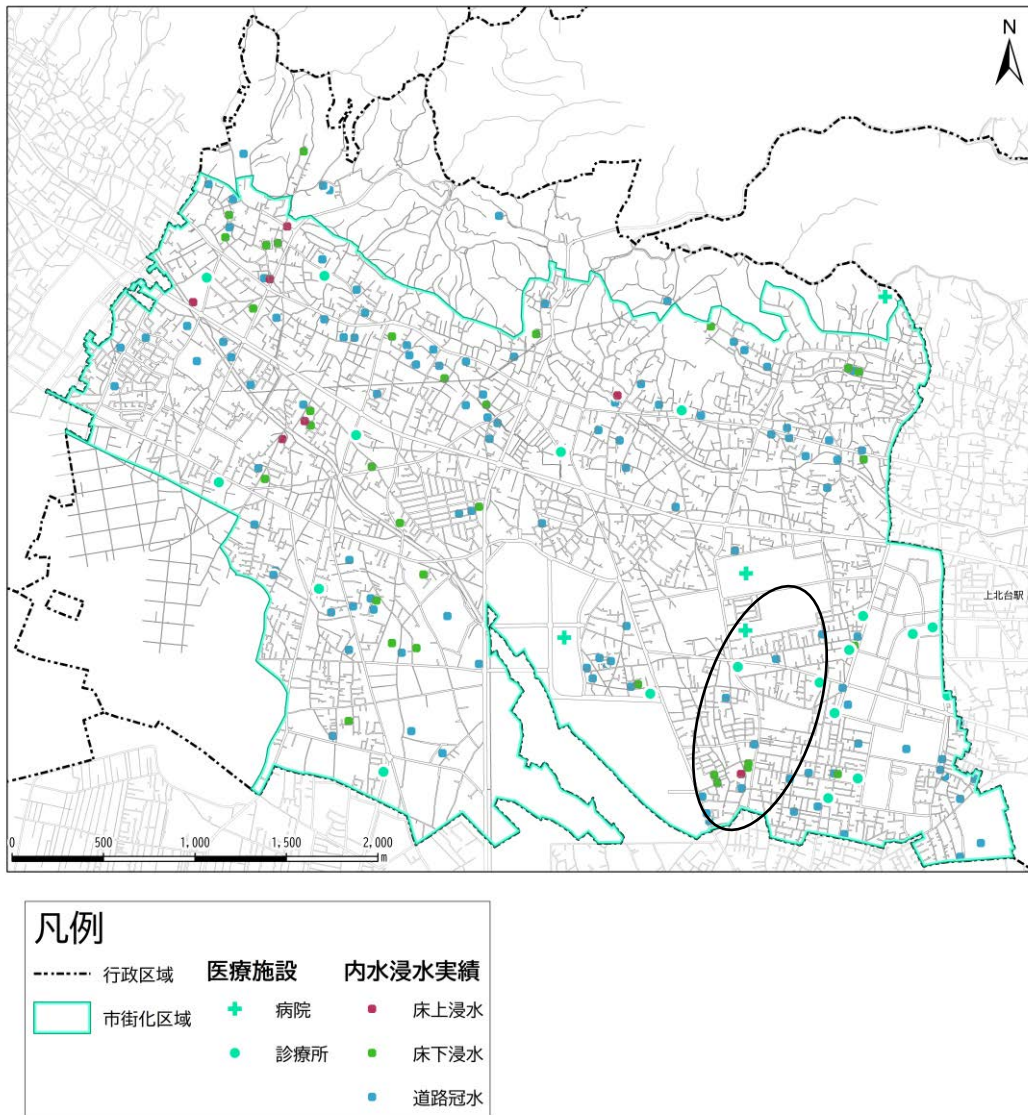 N
上北台駅
0 500 1,000 1,500 2,000
m
凡例
行政区域
市街化区域
医療施設
病院
診療所
内水浸水実績
床上浸水
床下浸水
道路冠水